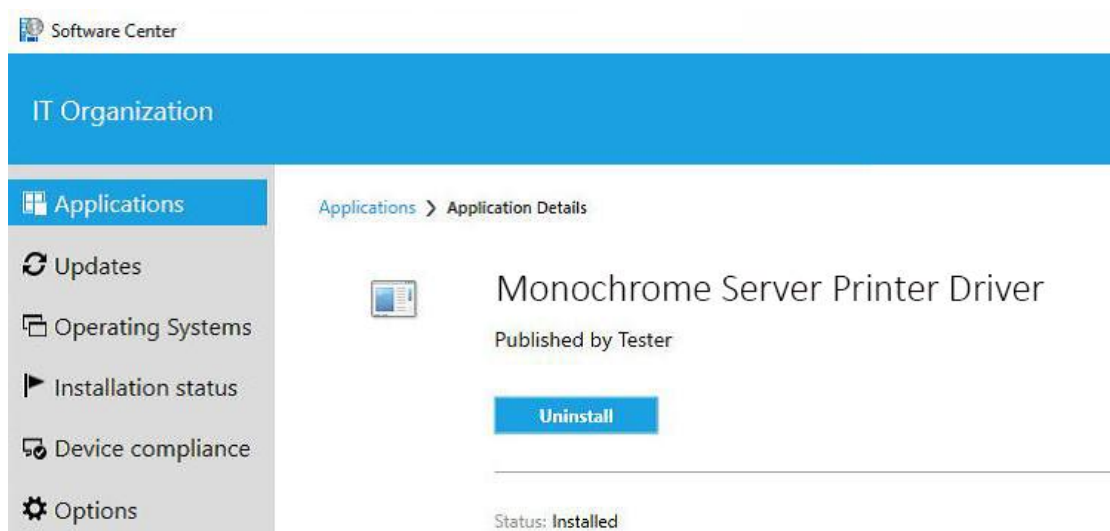 Software Center
IT Organization
Applications
Updates
Operating Systems
Installation status
Device compliance
Options
Applications > Application Details
Monochrome Server Printer Driver
Published by Tester
Uninstall
Status: Installed